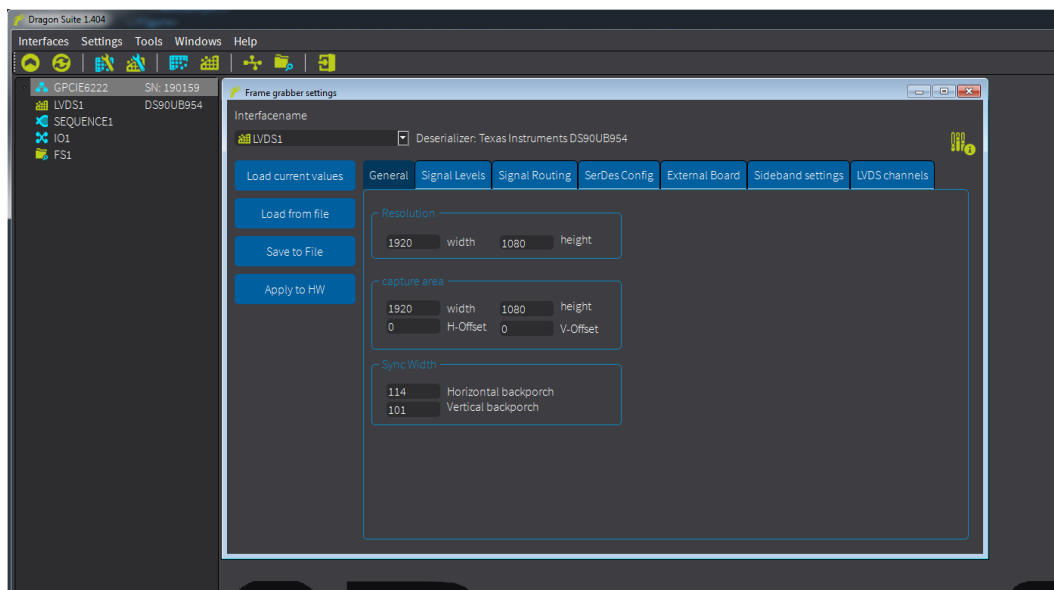 Dragon Suite 1.404
Interfaces Settings Tools Windows Help
GPCIE6222 SN: 190159
LVDS1 DS90UB954
SEQUENCE1
IO1
FS1
Frame grabber settings
Interfacename
LVDS1 Deserializer: Texas Instruments DS90UB954
Load current values
Load from file
Save to File
Apply to HW
General Signal Levels Signal Routing SerDes Config External Board Sideband settings LVDS channels
Resolution
1920 width 1080 height
capture area
1920 width 1080 height
0 H-Offset 0 V-Offset
Sync Width
114 Horizontal backporch
101 Vertical backporch